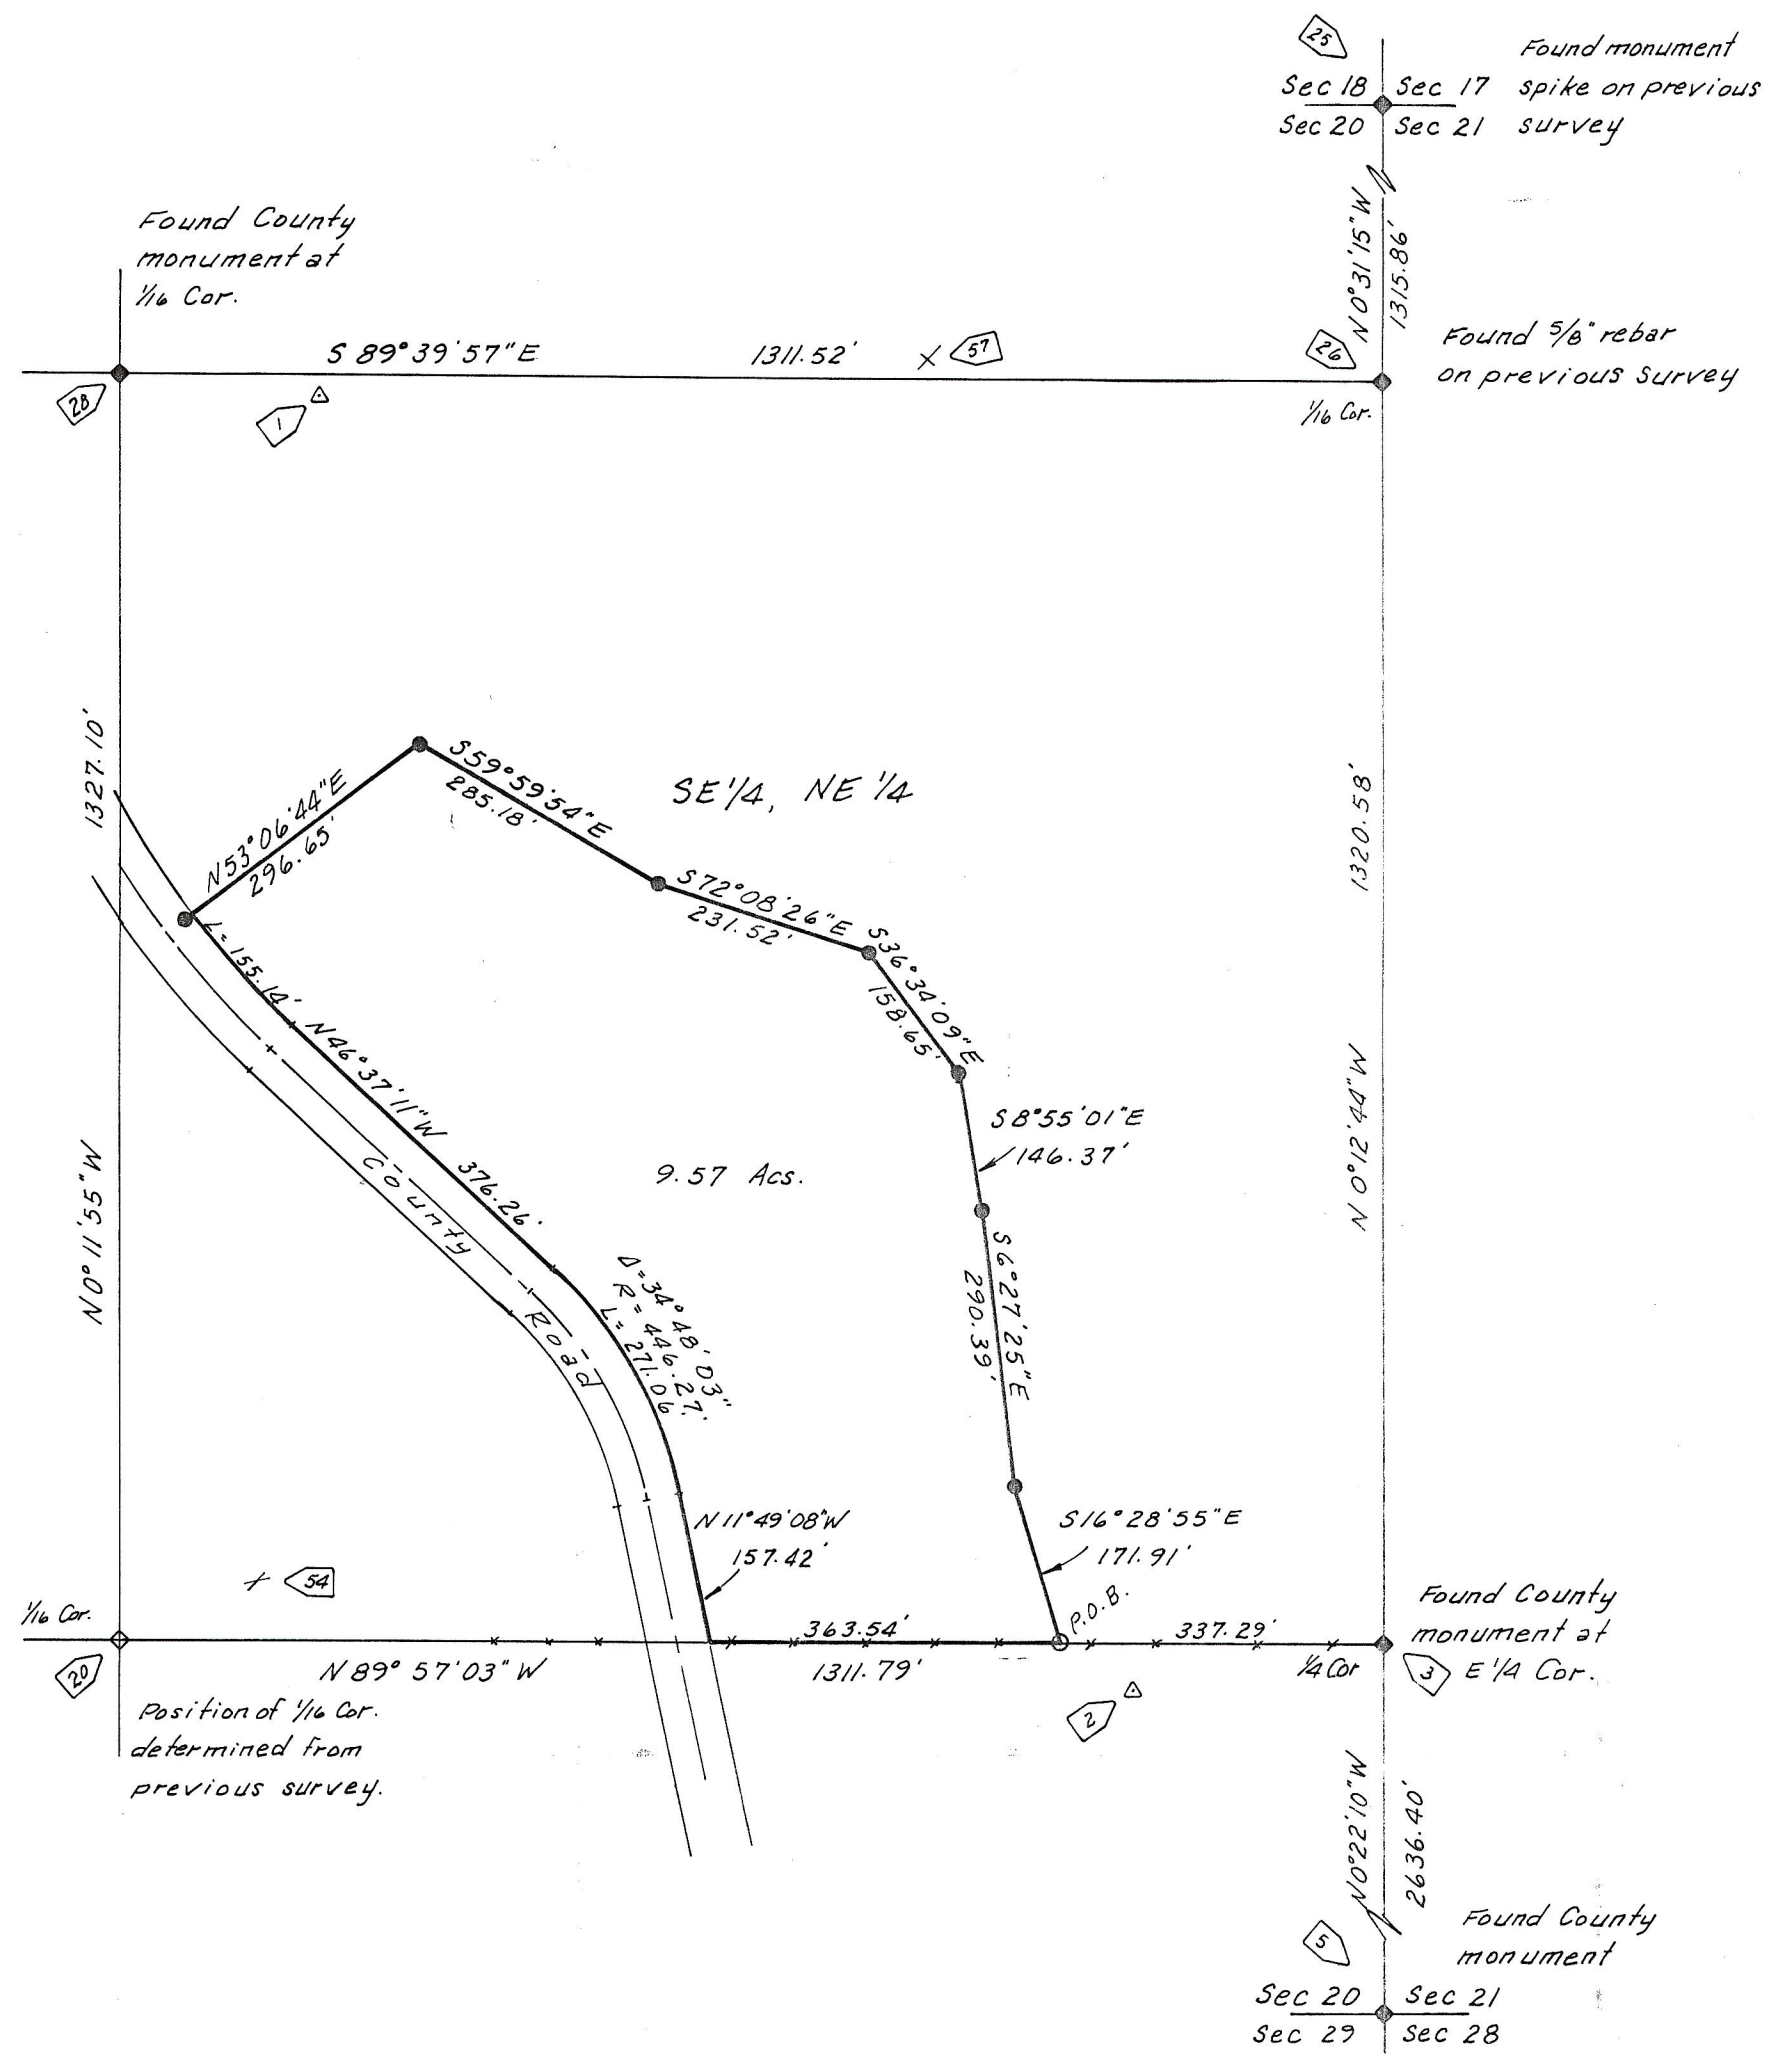 25
Found monument
Sec 18 Sec 17 spike on previous
Sec 20 Sec 21 survey
Found County
monument at
1/16 Cor.
N 0°31'15"W
1315.86'
S 89°39'57"E 1311.52' 57
26
Found 5/8" rebar
on previous survey
28
1
1/16 Cor.
1327.10'
N0°11'55"W
SE 1/4, NE 1/4
1320.58'
N 0°12'44"W
N53°06'44"E
296.65'
S59°59'54"E
285.18'
S72°08'26"E
231.52'
S36°34'09"E
158.65'
L=155.14'
N46°37'11"W
376.26'
County
Road
S8°55'01"E
146.37'
9.57 Acs.
S6°27'25"E
290.39'
Δ=34°48'03"
R=446.27'
L=271.06'
N11°49'08"W
157.42'
S16°28'55"E
171.91'
P.O.B.
54
1/16 Cor.
363.54'
337.29'
N 89° 57'03" W 1311.79'
1/4 Cor
Found County
monument at
3 E 1/4 Cor.
20
2
Position of 1/16 Cor.
determined from
previous survey.
N0°22'10"W
2636.40'
5
Found County
monument
Sec 20 Sec 21
Sec 29 Sec 28